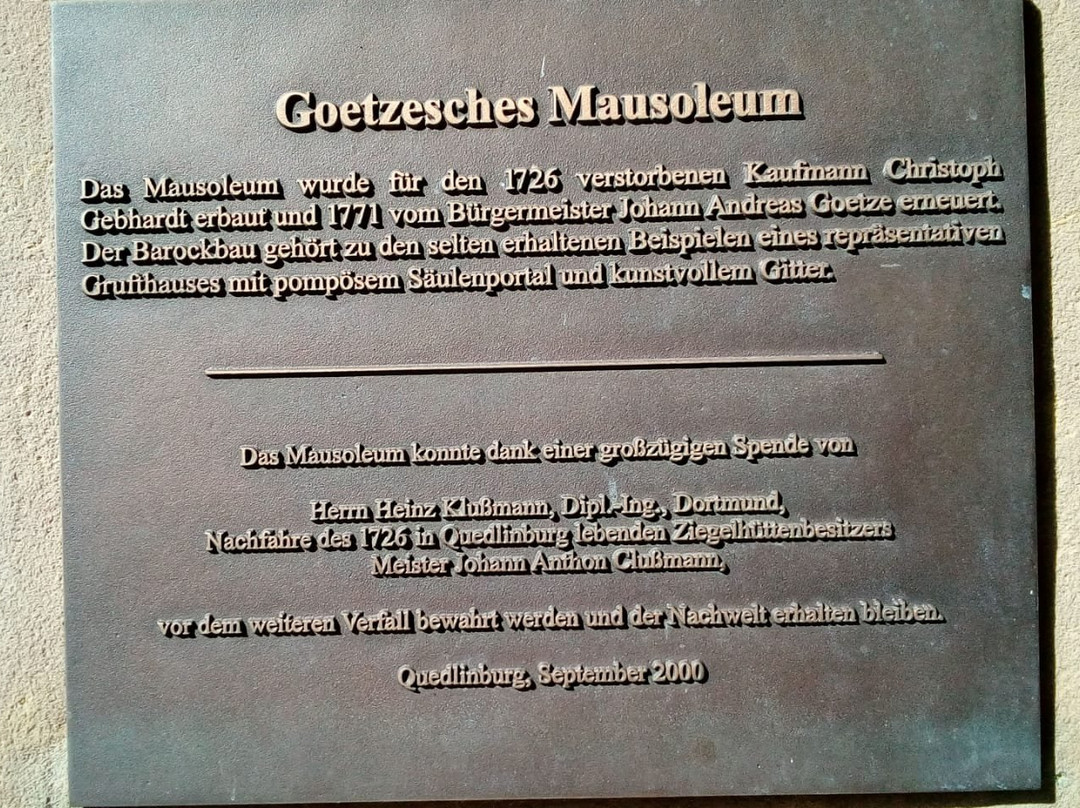 Goetzesches Mausoleum
Das Mausoleum wurde für den 1726 verstorbenen Kaufmann Christoph
Gebhardt erbaut und 1771 vom Bürgermeister Johann Andreas Goetze erneuert.
Der Barockbau gehört zu den selten erhaltenen Beispielen eines repräsentativen
Grufthauses mit pompösem Säulenportal und kunstvollem Gitter.
Das Mausoleum konnte dank einer großzügigen Spende von
Herrn Heinz Klußmann, Dipl.-Ing., Dortmund,
Nachfahre des 1726 in Quedlinburg lebenden Ziegelhüttenbesitzers
Meister Johann Anthon Clußmann,
vor dem weiteren Verfall bewahrt werden und der Nachwelt erhalten bleiben.
Quedlinburg, September 2000